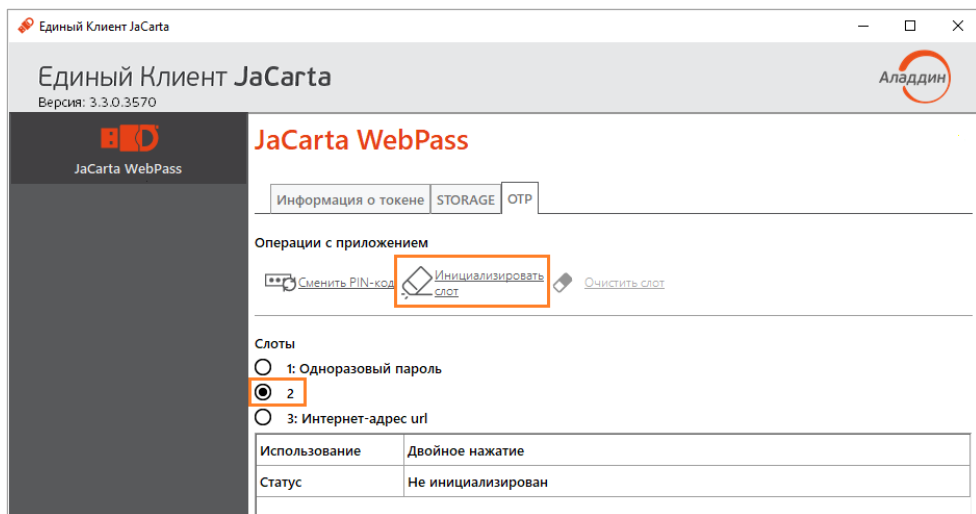 Единый Клиент JaCarta
Единый Клиент JaCarta
Версия: 3.3.0.3570
Аладдин
JaCarta WebPass
JaCarta WebPass
Информация о токене STORAGE OTP
Операции с приложением
Сменить PIN-код Инициализировать слот Очистить слот
Слоты
1: Одноразовый пароль
2
3: Интернет-адрес url
Использование Двойное нажатие
Статус Не инициализирован